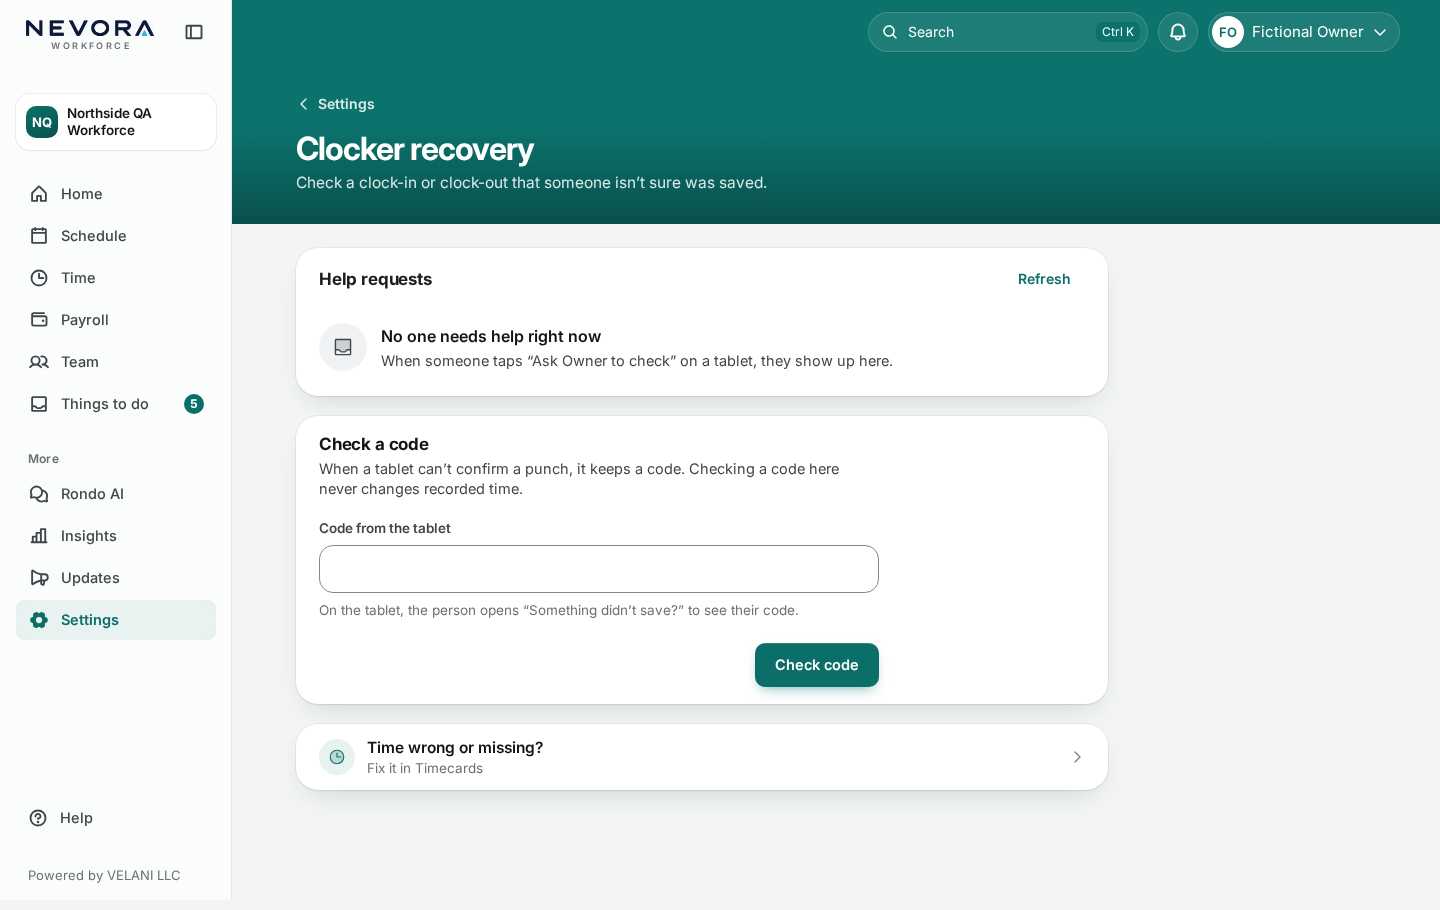 NEVORA
WORKFORCE
Search
Ctrl K
FO
Fictional Owner
NQ
Northside QA
Workforce
Home
Schedule
Time
Payroll
Team
Things to do
5
More
Rondo AI
Insights
Updates
Settings
Help
Powered by VELANI LLC
Settings
Clocker recovery
Check a clock-in or clock-out that someone isn’t sure was saved.
Help requests
Refresh
No one needs help right now
When someone taps “Ask Owner to check” on a tablet, they show up here.
Check a code
When a tablet can’t confirm a punch, it keeps a code. Checking a code here
never changes recorded time.
Code from the tablet
On the tablet, the person opens “Something didn’t save?” to see their code.
Check code
Time wrong or missing?
Fix it in Timecards